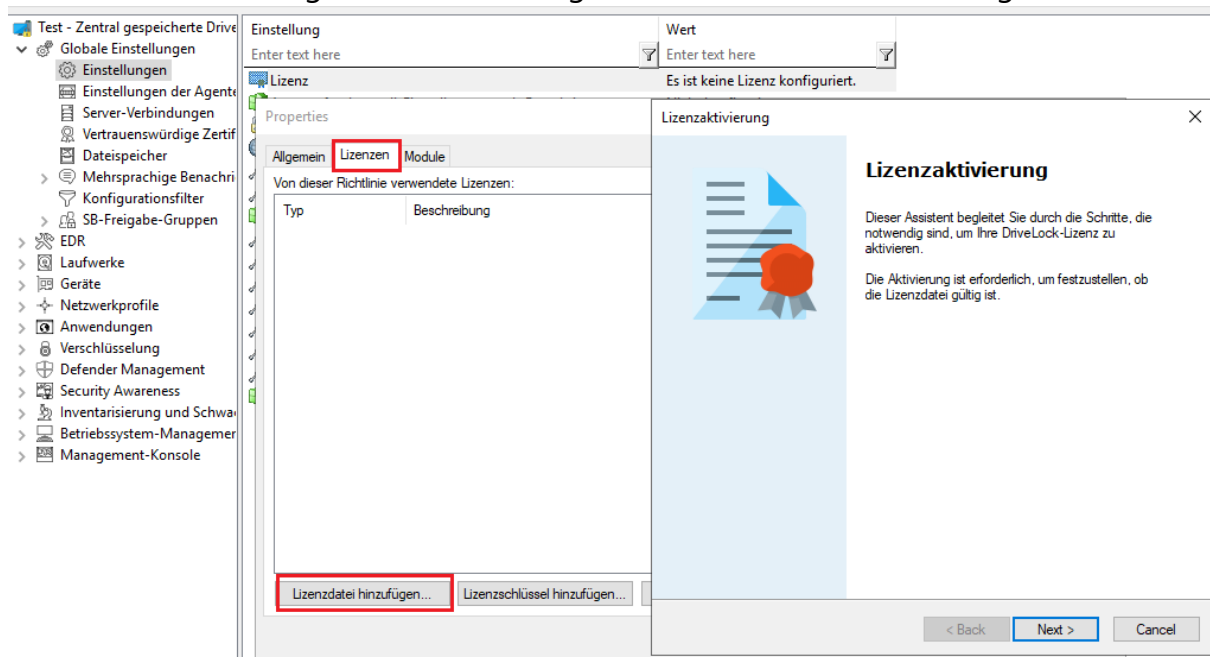 Test - Zentral gespeicherte Drive
Globale Einstellungen
Einstellungen
Einstellungen der Agente
Server-Verbindungen
Vertrauenswürdige Zertif
Dateispeicher
Mehrsprachige Benachri
Konfigurationsfilter
SB-Freigabe-Gruppen
EDR
Laufwerke
Geräte
Netzwerkprofile
Anwendungen
Verschlüsselung
Defender Management
Security Awareness
Inventarisierung und Schwa
Betriebssystem-Managemer
Management-Konsole
Einstellung
Wert
Enter text here
Enter text here
Lizenz
Es ist keine Lizenz konfiguriert.
Properties
Allgemein
Lizenzen
Module
Von dieser Richtlinie verwendete Lizenzen:
Typ
Beschreibung
Lizenzdatei hinzufügen...
Lizenzschlüssel hinzufügen...
Lizenzaktivierung
Lizenzaktivierung
Dieser Assistent begleitet Sie durch die Schritte, die
notwendig sind, um Ihre DriveLock-Lizenz zu
aktivieren.
Die Aktivierung ist erforderlich, um festzustellen, ob
die Lizenzdatei gültig ist.
< Back
Next >
Cancel